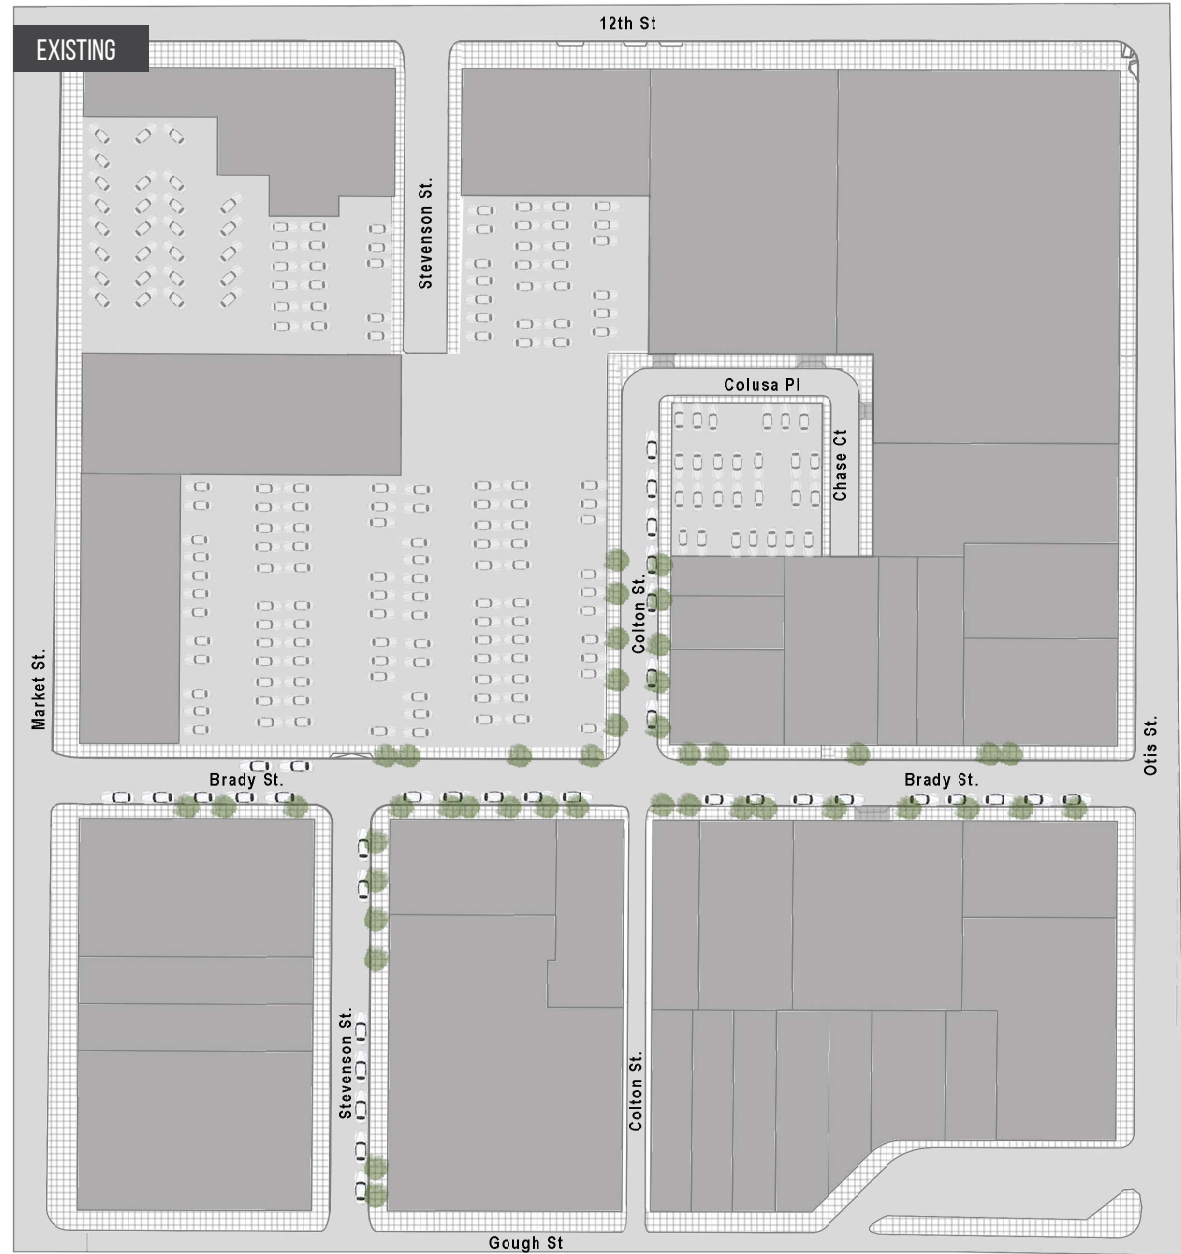 12th St
EXISTING
Stevenson St.
Colusa Pl
Chase Ct
Colton St.
Market St.
Otis St.
Brady St.
Brady St.
Stevenson St.
Colton St.
Gough St